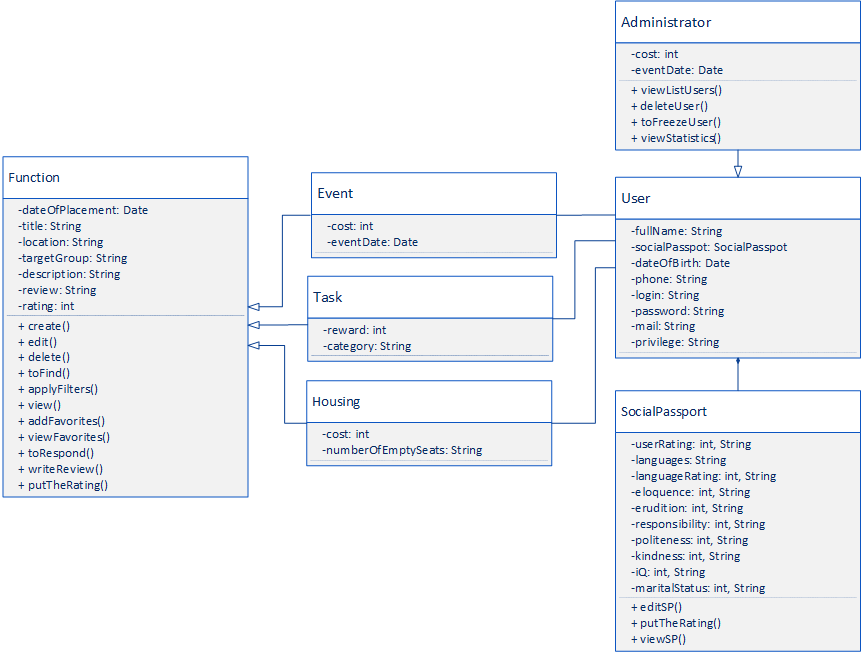 Administrator
-cost: int
-eventDate: Date
+ viewListUsers()
+ deleteUser()
+ toFreezeUser()
+ viewStatistics()
Function
-dateOfPlacement: Date
-title: String
-location: String
-targetGroup: String
-description: String
-review: String
-rating: int
+ create()
+ edit()
+ delete()
+ toFind()
+ applyFilters()
+ view()
+ addFavorites()
+ viewFavorites()
+ toRespond()
+ writeReview()
+ putTheRating()
Event
-cost: int
-eventDate: Date
Task
-reward: int
-category: String
Housing
-cost: int
-numberOfEmptySeats: String
User
-fullName: String
-socialPasspot: SocialPasspot
-dateOfBirth: Date
-phone: String
-login: String
-password: String
-mail: String
-privilege: String
SocialPassport
-userRating: int, String
-languages: String
-languageRating: int, String
-eloquence: int, String
-erudition: int, String
-responsibility: int, String
-politeness: int, String
-kindness: int, String
-iQ: int, String
-maritalStatus: int, String
+ editSP()
+ putTheRating()
+ viewSP()